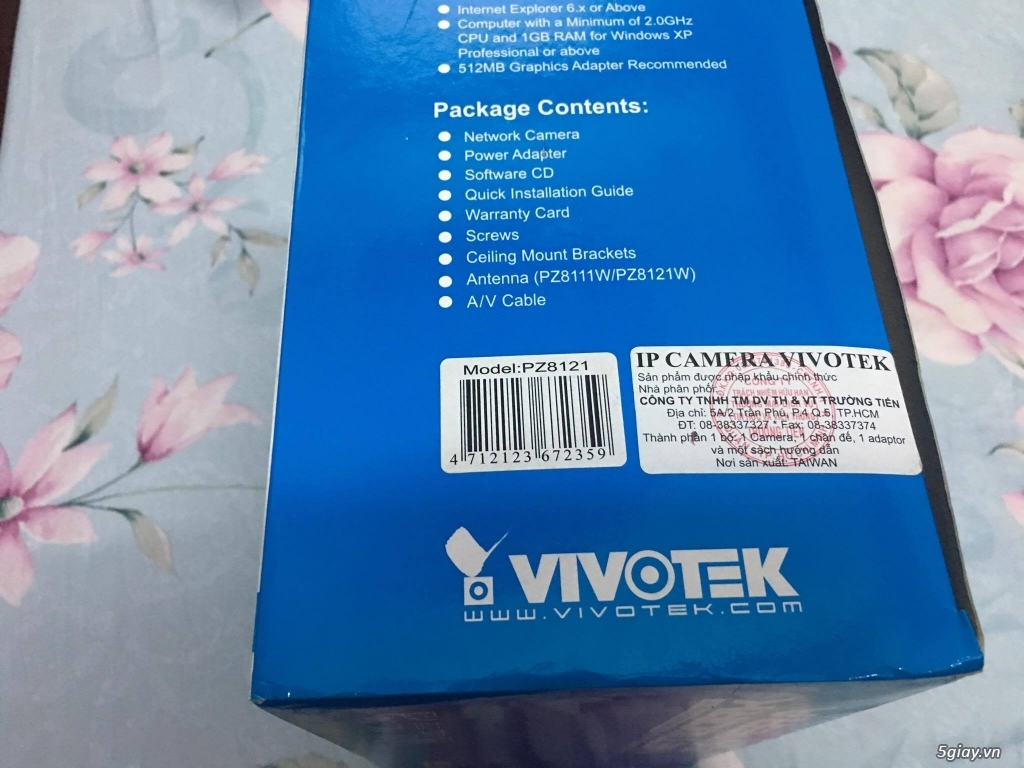 Internet Explorer 6.x or Above
Computer with a Minimum of 2.0GHz
CPU and 1GB RAM for Windows XP
Professional or above
512MB Graphics Adapter Recommended
Package Contents:
Network Camera
Power Adapter
Software CD
Quick Installation Guide
Warranty Card
Screws
Ceiling Mount Brackets
Antenna (PZ8111W/PZ8121W)
A/V Cable
Model:PZ8121
4 712123 672359
IP CAMERA VIVOTEK
Sản phẩm được nhập khẩu chính thức
Nhà phân phối:
CÔNG TY TNHH TM DV TH & VT TRƯỜNG TIẾN
Địa chỉ: 5A/2 Trần Phú, P.4 Q.5, TP.HCM
ĐT: 08-38337327 * Fax: 08-38337374
Thành phần 1 bộ: 1 Camera, 1 chân đế, 1 adaptor
và một sách hướng dẫn
Nơi sản xuất: TAIWAN
CÔNG TY
TRÁCH NHIỆM HỮU HẠN
VIVOTEK
www.vivotek.com
5giay.vn